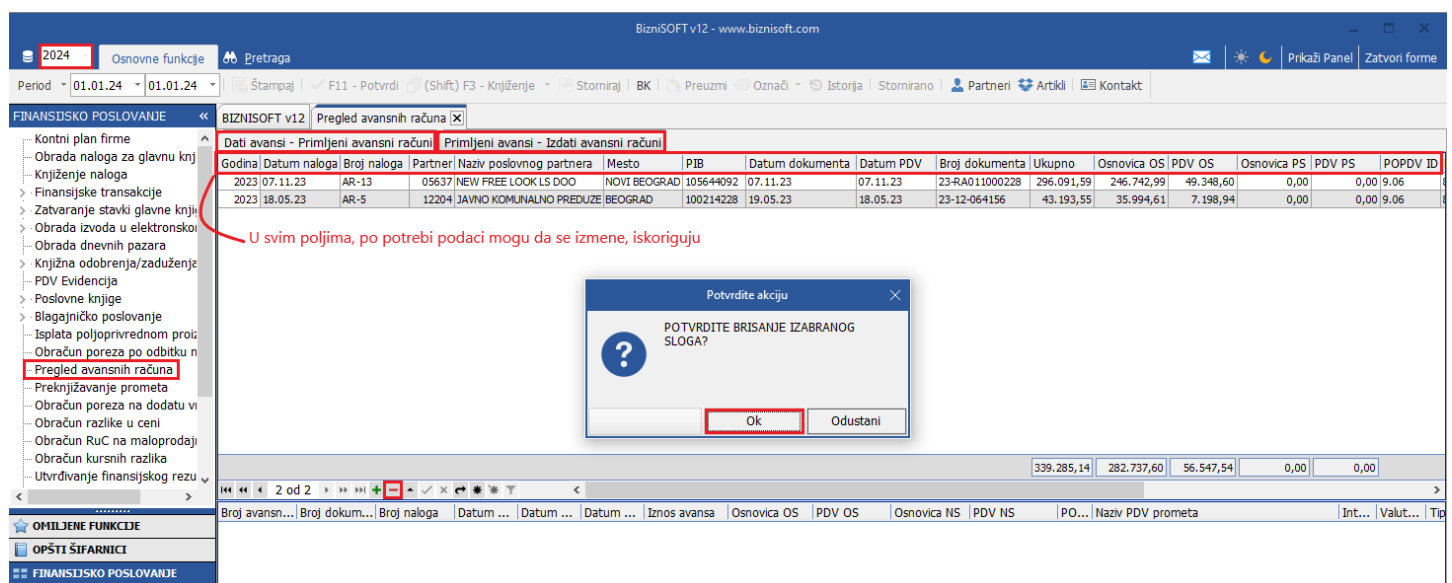 BizniSOFT v12 - www.biznisoft.com
2024 Osnovne funkcije Pretraga Prikaži Panel Zatvori forme
Period 01.01.24 01.01.24 Štampaj F11 - Potvrdi (Shift) F3 - Knjiženje Storniraj BK Preuzmi Označi Istorija Stornirano Partneri Artikli Kontakt
FINANSIJSKO POSLOVANJE «
Kontni plan firme
Obrada naloga za glavnu knj
Knjiženje naloga
Finansijske transakcije
Zatvaranje stavki glavne knji
Obrada izvoda u elektronskoi
Obrada dnevnih pazara
Knjižna odobrenja/zaduženja
PDV Evidencija
Poslovne knjige
Blagajničko poslovanje
Isplata poljoprivrednom proiz
Obračun poreza po odbitku n
Pregled avansnih računa
Preknjižavanje prometa
Obračun poreza na dodatu vr
Obračun razlike u ceni
Obračun RuC na maloprodaji
Obračun kursnih razlika
Utvrđivanje finansijskog rezu
OMILJENE FUNKCIJE
OPŠTI ŠIFARNICI
FINANSIJSKO POSLOVANJE
BIZNISOFT v12 Pregled avansnih računa
Dati avansi - Primljeni avansni računi Primljeni avansi - Izdati avansni računi
Godina Datum naloga Broj naloga Partner Naziv poslovnog partnera Mesto PIB Datum dokumenta Datum PDV Broj dokumenta Ukupno Osnovica OS PDV OS Osnovica PS PDV PS POPDV ID
2023 07.11.23 AR-13 05637 NEW FREE LOOK LS DOO NOVI BEOGRAD 105644092 07.11.23 07.11.23 23-RA011000228 296.091,59 246.742,99 49.348,60 0,00 0,00 9.06
2023 18.05.23 AR-5 12204 JAVNO KOMUNALNO PREDUZE BEOGRAD 100214228 19.05.23 18.05.23 23-12-064156 43.193,55 35.994,61 7.198,94 0,00 0,00 9.06
U svim poljima, po potrebi podaci mogu da se izmene, iskoriguju
Potvrdite akciju
POTVRDITE BRISANJE IZABRANOG
SLOGA?
Ok Odustani
339.285,14 282.737,60 56.547,54 0,00 0,00
2 od 2
Broj avansn... Broj dokum... Broj naloga Datum ... Datum ... Datum ... Iznos avansa Osnovica OS PDV OS Osnovica NS PDV NS PO... Naziv PDV prometa Int... Valut... Tip